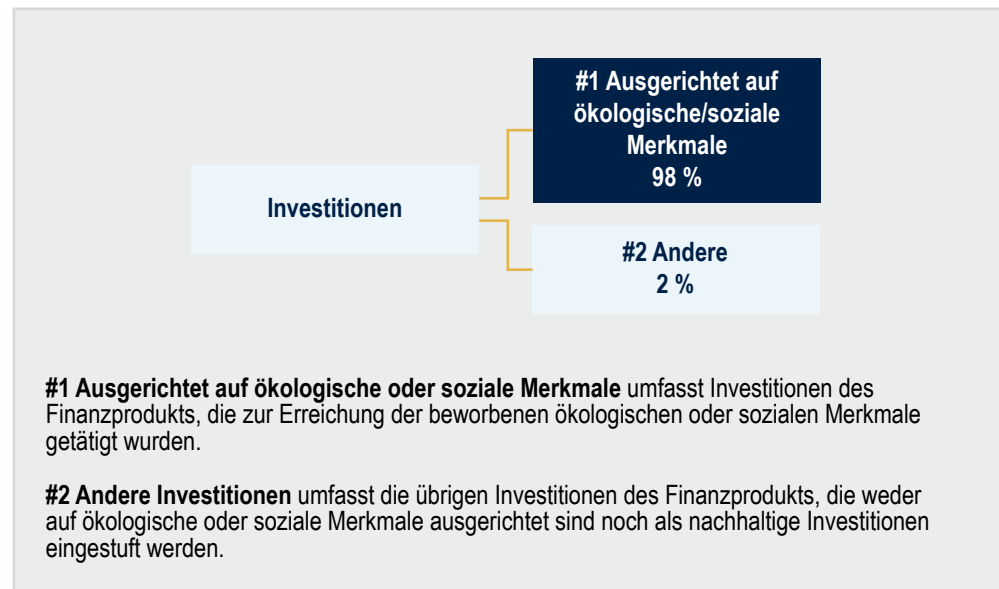 #1 Ausgerichtet auf
ökologische/soziale
Merkmale
98 %
Investitionen
#2 Andere
2 %
#1 Ausgerichtet auf ökologische oder soziale Merkmale umfasst Investitionen des
Finanzprodukts, die zur Erreichung der beworbenen ökologischen oder sozialen Merkmale
getätigt wurden.
#2 Andere Investitionen umfasst die übrigen Investitionen des Finanzprodukts, die weder
auf ökologische oder soziale Merkmale ausgerichtet sind noch als nachhaltige Investitionen
eingestuft werden.